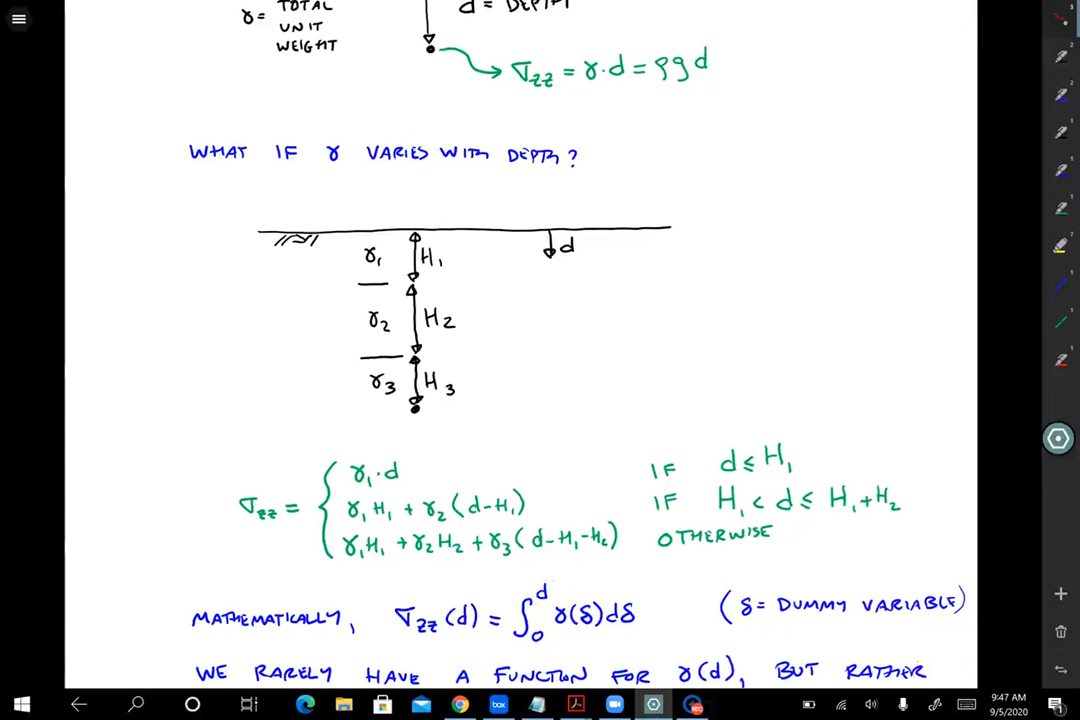 γ = TOTAL
UNIT
WEIGHT
d = DEPTH
σzz = γ·d = ρgd
WHAT IF γ VARIES WITH DEPTH?
d
γ1 H1
γ2 H2
γ3 H3
σzz = { γ1·d IF d ≤ H1
γ1H1 + γ2(d-H1) IF H1 < d ≤ H1+H2
γ1H1 + γ2H2 + γ3(d-H1-H2) OTHERWISE
MATHEMATICALLY, σzz(d) = ∫0^d γ(δ)dδ (δ = DUMMY VARIABLE)
WE RARELY HAVE A FUNCTION FOR γ(d), BUT RATHER
9:47 AM
9/5/2020